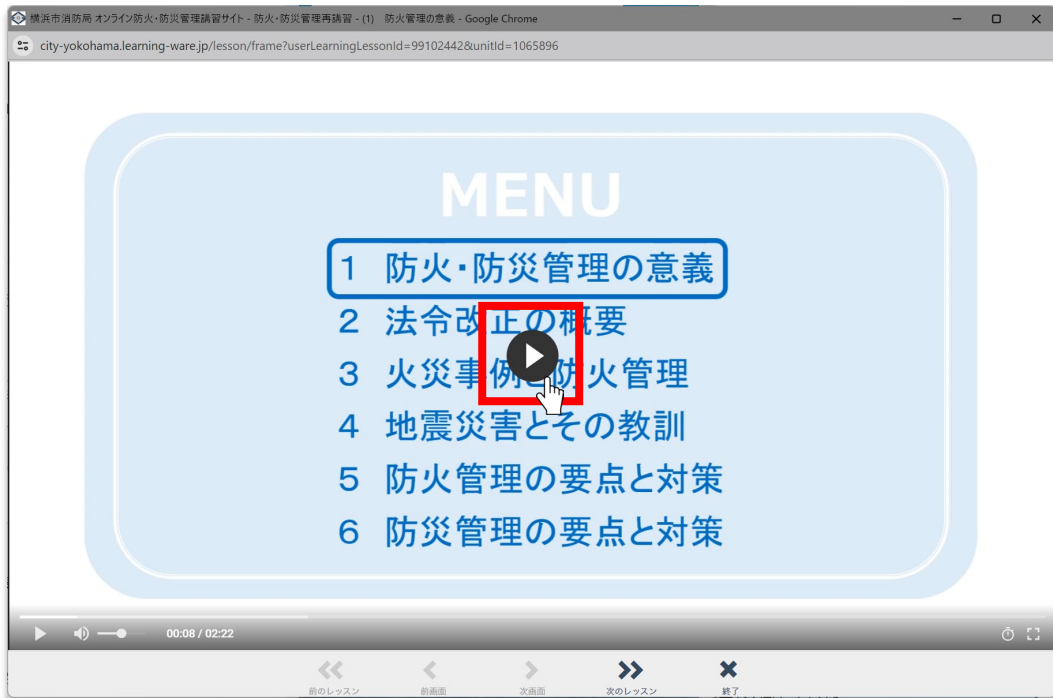 横浜市消防局 オンライン防火・防災管理講習サイト - 防火・防災管理再講習 - (1) 防火管理の意義 - Google Chrome
city-yokohama.learning-ware.jp/lesson/frame?userLearningLessonId=99102442&unitId=1065896
MENU
1 防火・防災管理の意義
2 法令改正の概要
3 火災事例と防火管理
4 地震災害とその教訓
5 防火管理の要点と対策
6 防災管理の要点と対策
00:08 / 02:22
前のレッスン 前画面 次画面 次のレッスン 終了